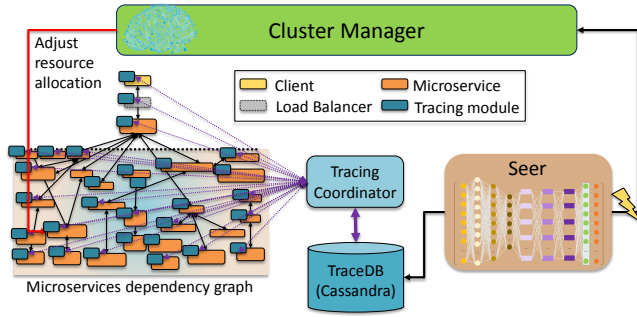 Cluster Manager
Adjust
resource
allocation
Client
Microservice
Load Balancer
Tracing module
Tracing
Coordinator
Seer
TraceDB
(Cassandra)
Microservices dependency graph